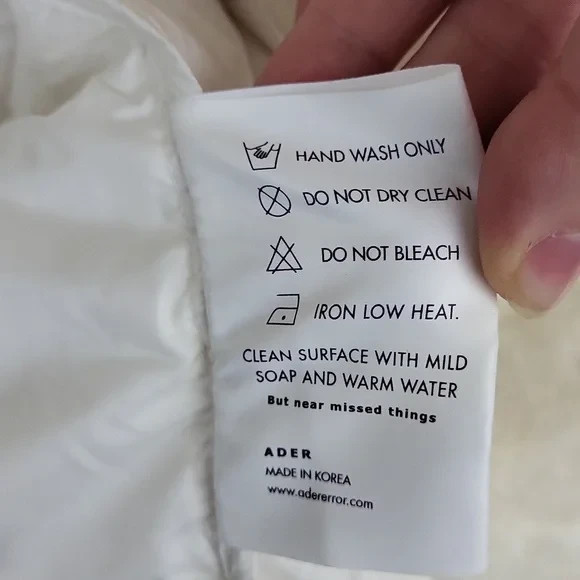 HAND WASH ONLY
DO NOT DRY CLEAN
DO NOT BLEACH
IRON LOW HEAT.
CLEAN SURFACE WITH MILD
SOAP AND WARM WATER
But near missed things
ADER
MADE IN KOREA
www.adererror.com